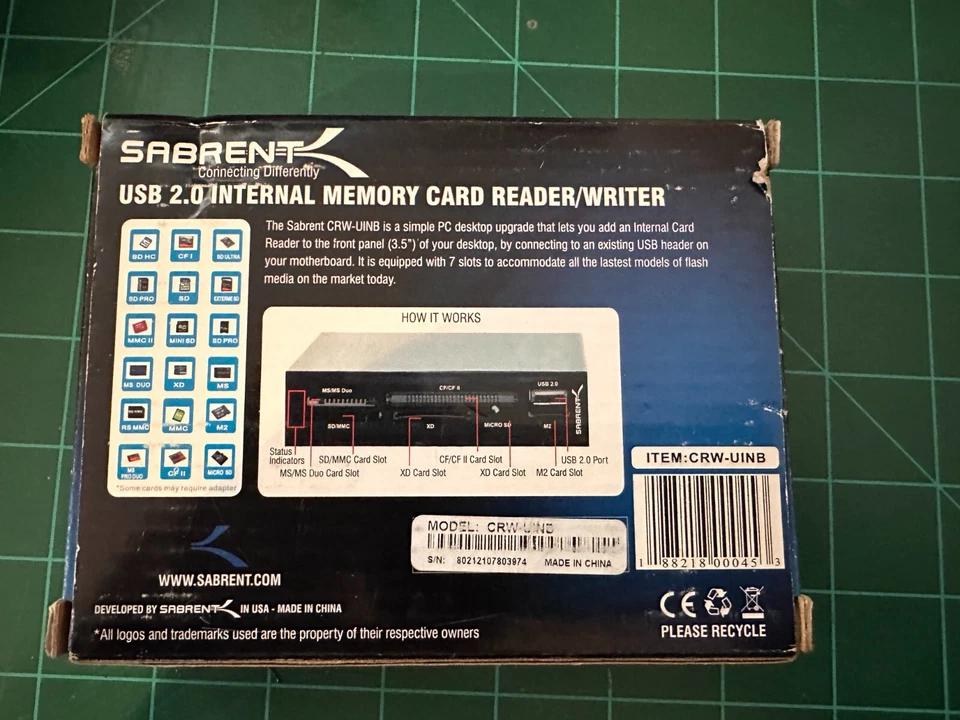 SABRENT
Connecting Differently
USB 2.0 INTERNAL MEMORY CARD READER/WRITER
The Sabrent CRW-UINB is a simple PC desktop upgrade that lets you add an Internal Card
Reader to the front panel (3.5") of your desktop, by connecting to an existing USB header on
your motherboard. It is equipped with 7 slots to accommodate all the lastest models of flash
media on the market today.
SD HC CF I SD ULTRA
SD PRO SD EXTERME SD
MMC II MINI SD SD PRO
MS DUO XD MS
RS MMC MMC M2
MS PRO DUO CF II MICRO SD
*Some cards may require adapter
HOW IT WORKS
MS/MS Duo CF/CF II USB 2.0
SD/MMC XD MICRO SD M2
SABRENT
Status
Indicators
SD/MMC Card Slot CF/CF II Card Slot USB 2.0 Port
MS/MS Duo Card Slot XD Card Slot XD Card Slot M2 Card Slot
ITEM:CRW-UINB
1 88218 00045 3
MODEL: CRW-UINB
S/N: 80212107803974 MADE IN CHINA
WWW.SABRENT.COM
DEVELOPED BY SABRENT IN USA - MADE IN CHINA
*All logos and trademarks used are the property of their respective owners
CE
PLEASE RECYCLE